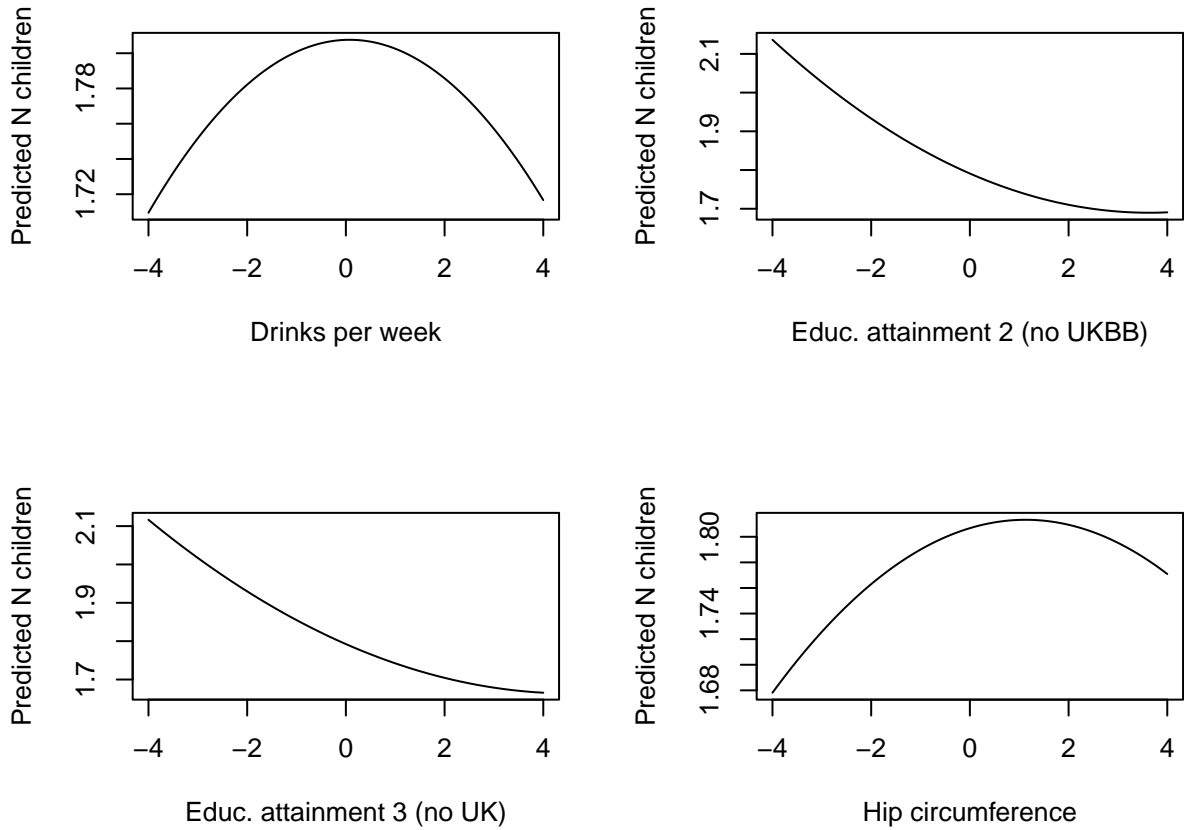 Predicted N children
1.72 1.78
−4 −2 0 2 4
Drinks per week
Predicted N children
1.7 1.9 2.1
−4 −2 0 2 4
Educ. attainment 2 (no UKBB)
Predicted N children
1.7 1.9 2.1
−4 −2 0 2 4
Educ. attainment 3 (no UK)
Predicted N children
1.68 1.74 1.80
−4 −2 0 2 4
Hip circumference